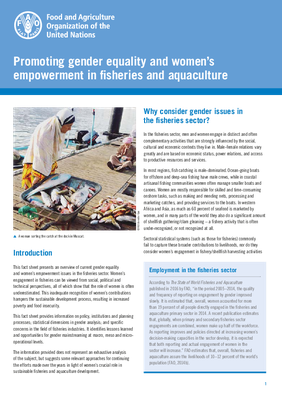 Food and Agriculture
Organization of the
United Nations
Promoting gender equality and women's
empowerment in fisheries and aquaculture
A woman sorting the catch of the day in
Introduction
This fact sheet presents an overview of current gender equality
and women's empowerment issues in the fisheries sector. Women's
engagement in fisheries can be viewed from social, political and
technical perspectives, all of which show that the role of women is often
underestimated. This inadequate recognition of women's contributions
hampers the sustainable development process, resulting in increased
poverty and food insecurity.
This fact sheet provides information on policy, institutions and planning
processes, statistical dimensions in gender analysis, and specific
concerns in the field of fisheries industries. It identifies lessons learned
and opportunities for gender mainstreaming at macro, meso and micro-
operational levels.
The information provided does not represent an exhaustive analysis
of the subject, but suggests some relevant approaches for continuing
the efforts made over the years, in light of women's crucial role in
sustainable fisheries and aquaculture development.
Why consider gender issues in
the fisheries sector?
In the fisheries sector, men and women engage in distinct and often
complementary activities that are strongly influenced by the social,
cultural and economic contexts they live in. Male-female relations vary
greatly and are based on economic status, power relations, and access
to productive resources and services.
In most regions, fish catching is male-dominated. Ocean-going boats
for offshore and deep-sea fishing have male crews, while in coastal
artisanal fishing communities women often manage smaller boats and
canoes. Women are mostly responsible for skilled and time-consuming
onshore tasks, such as making and mending nets, processing and
marketing catches, and providing services to the boats. In western
Africa and Asia, as much as 60 percent of seafood is marketed by
women, and in many parts of the world they also do a significant amount
of shellfish gathering/clam gleaning – a fishery activity that is often
under-recognized, or not recognized at all.
Sectoral statistical systems (such as those for fisheries) commonly
fail to capture these broader contributions to livelihoods, nor do they
consider women's engagement in fishery/shellfish harvesting activities
Employment in the fisheries sector
According to The State of World Fisheries and Aquaculture
published in 2016 by FAO, "in the period 2005–2014, the quality
and frequency of reporting on engagement by gender improved
slowly. It is estimated that, overall, women accounted for more
than 19 percent of all people directly engaged in the fisheries and
aquaculture primary sector in 2014. A recent publication estimates
that, globally, when primary and secondary fisheries sector
engagements are combined, women make up half of the workforce.
As reporting improves and policies directed at increasing women's
decision-making capacities in the sector develop, it is expected
that both reporting and actual engagement of women in the
sector will increase." FAO estimates that, overall, fisheries and
aquaculture assure the livelihoods of 10–12 percent of the world's
population (FAO, 2016a).
1